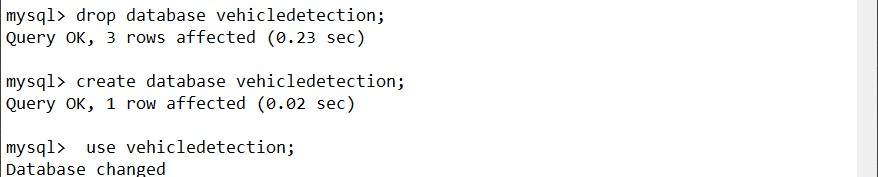 mysql> drop database vehicledetection;
Query OK, 3 rows affected (0.23 sec)
mysql> create database vehicledetection;
Query OK, 1 row affected (0.02 sec)
mysql>  use vehicledetection;
Database changed